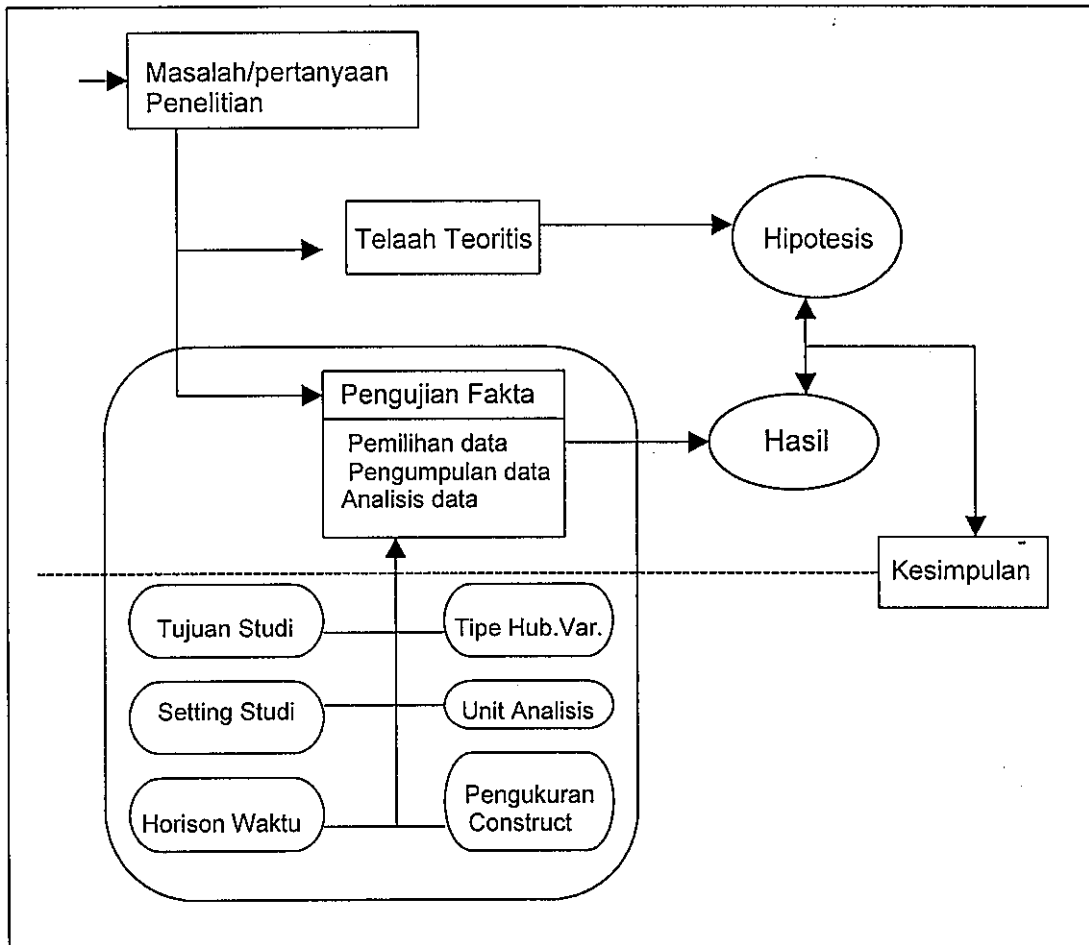 Masalah/pertanyaan
Penelitian
Telaah Teoritis
Hipotesis
Pengujian Fakta
Pemilihan data
Pengumpulan data
Analisis data
Hasil
Kesimpulan
Tujuan Studi
Tipe Hub.Var.
Setting Studi
Unit Analisis
Horison Waktu
Pengukuran
Construct